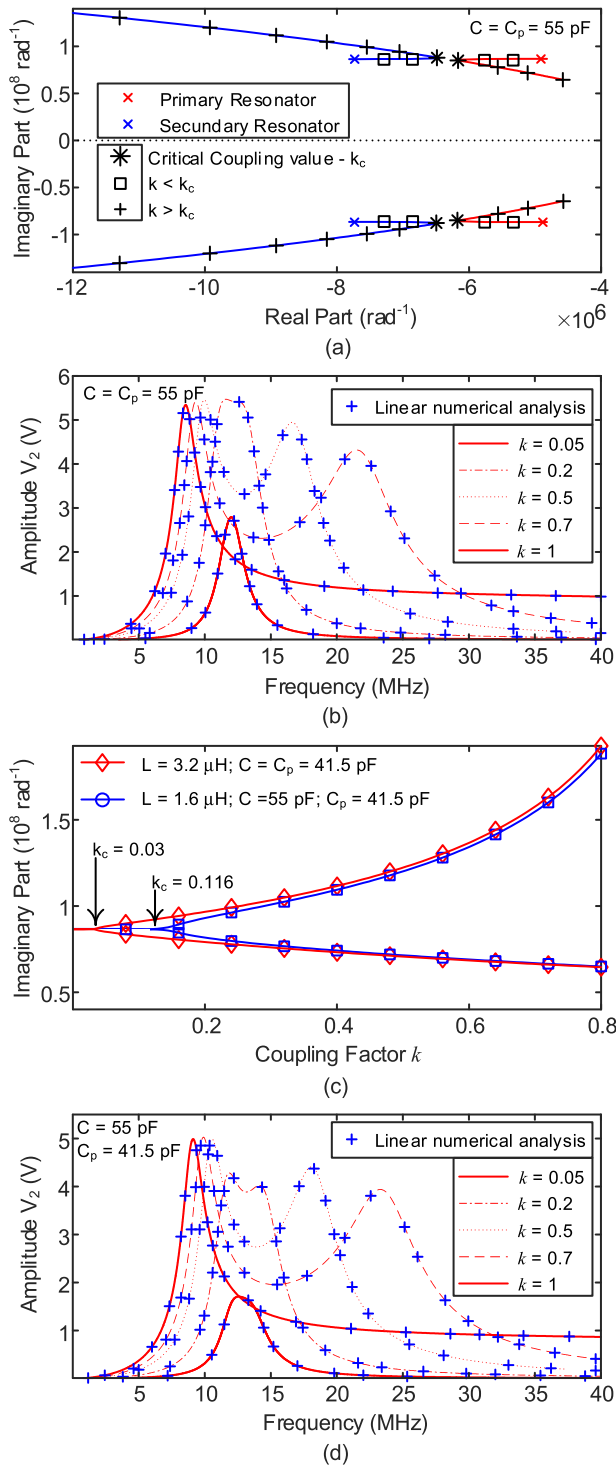 C = Cp = 55 pF
1
0.5
0
-0.5
-1
Imaginary Part (10^8 rad^-1)
Primary Resonator
Secundary Resonator
Critical Coupling value - kc
k < kc
k > kc
-12
-10
-8
-6
-4
Real Part (rad^-1)
×10^6
(a)
C = Cp = 55 pF
Linear numerical analysis
k = 0.05
k = 0.2
k = 0.5
k = 0.7
k = 1
6
5
4
3
2
1
Amplitude V2 (V)
5
10
15
20
25
30
35
40
Frequency (MHz)
(b)
L = 3.2 μH; C = Cp = 41.5 pF
L = 1.6 μH; C =55 pF; Cp = 41.5 pF
kc = 0.03
kc = 0.116
1.5
1
0.5
Imaginary Part (10^8 rad^-1)
0.2
0.4
0.6
0.8
Coupling Factor k
(c)
C = 55 pF
Cp = 41.5 pF
Linear numerical analysis
k = 0.05
k = 0.2
k = 0.5
k = 0.7
k = 1
5
4
3
2
1
Amplitude V2 (V)
5
10
15
20
25
30
35
40
Frequency (MHz)
(d)